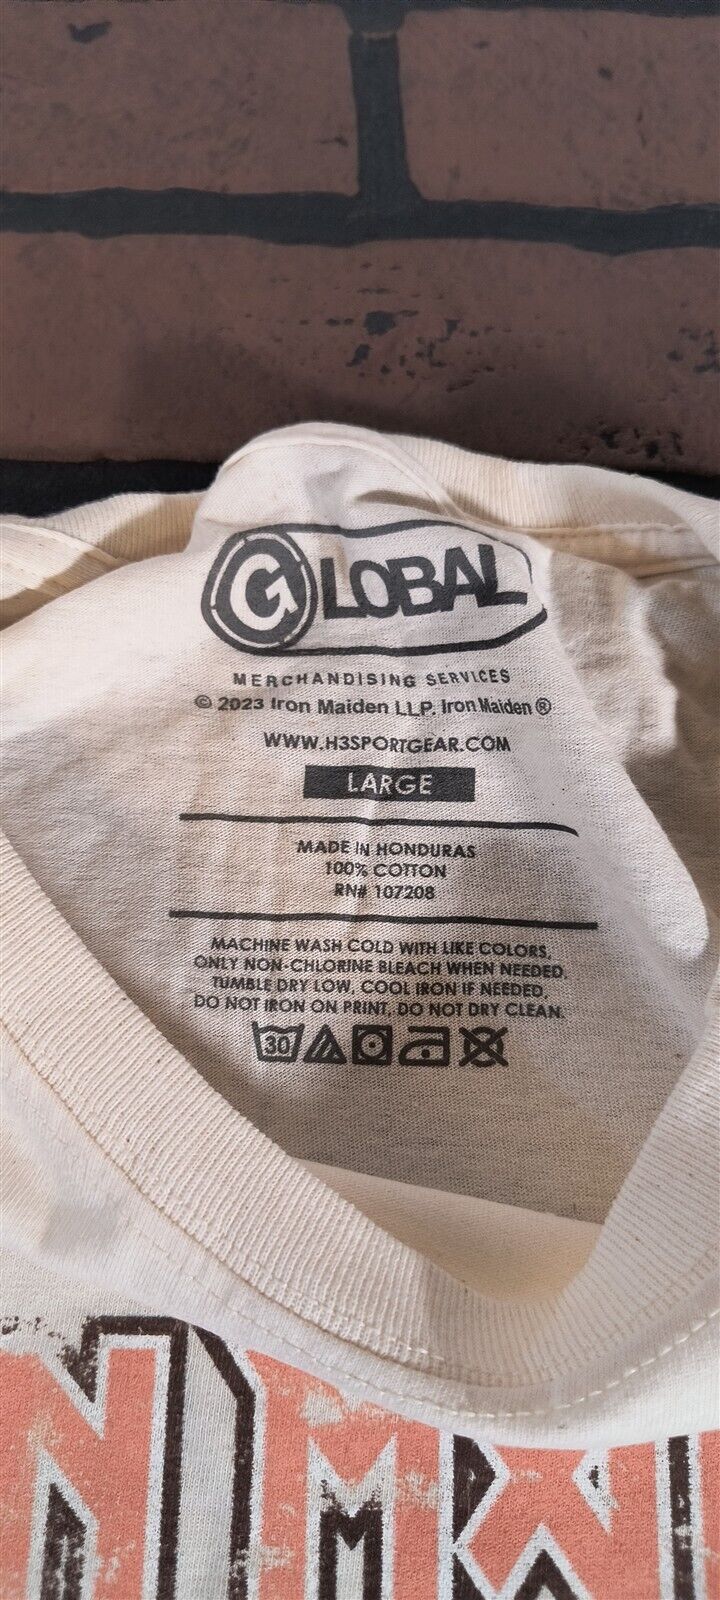 GLOBAL
MERCHANDISING SERVICES
© 2023 Iron Maiden LLP. Iron Maiden ®
WWW.H3SPORTGEAR.COM
LARGE
MADE IN HONDURAS
100% COTTON
RN# 107208
MACHINE WASH COLD WITH LIKE COLORS,
ONLY NON-CHLORINE BLEACH WHEN NEEDED,
TUMBLE DRY LOW, COOL IRON IF NEEDED,
DO NOT IRON ON PRINT, DO NOT DRY CLEAN.
30
N MA